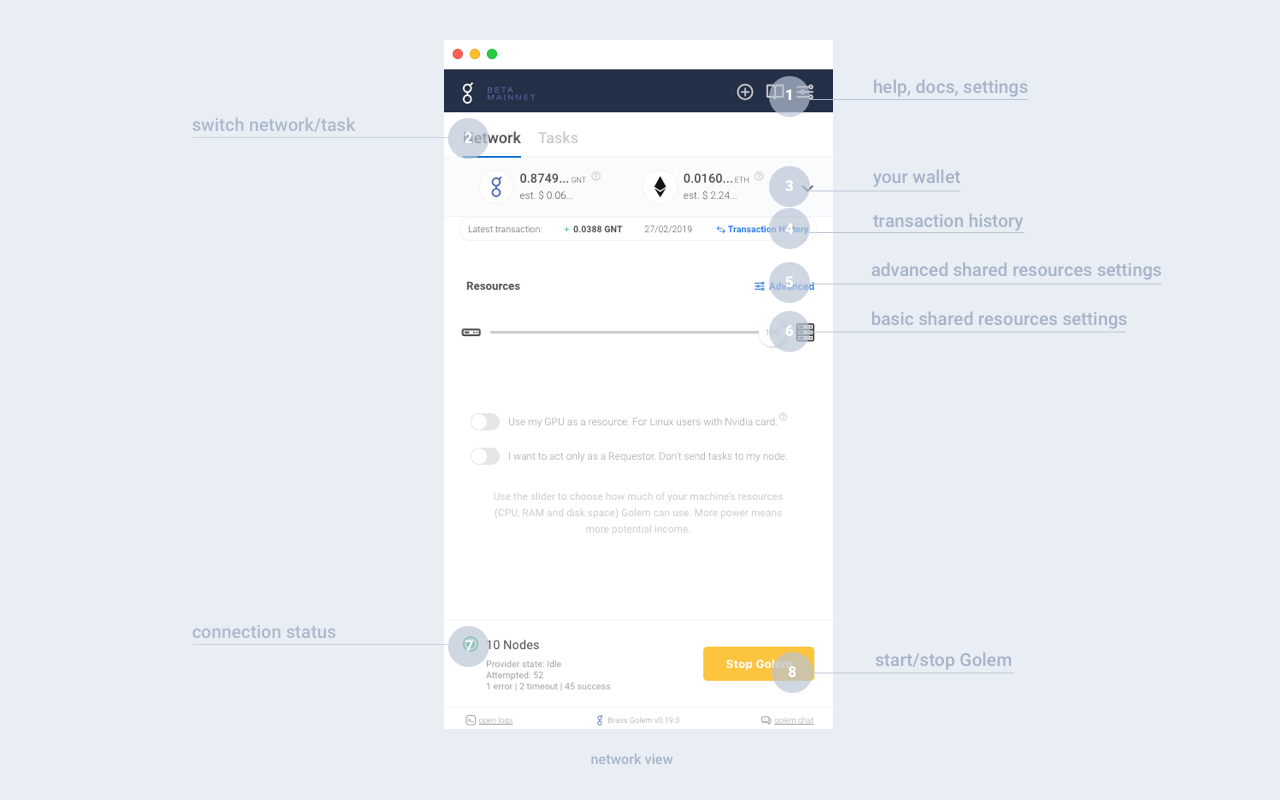 BETA
MAINNET
1
help, docs, settings
switch network/task
2
Network
Tasks
0.8749... GNT
est. $ 0.06...
0.0160... ETH
est. $ 2.24...
3
your wallet
Latest transaction:
+ 0.0388 GNT
27/02/2019
Transaction History
4
transaction history
Resources
Advanced
5
advanced shared resources settings
100
6
basic shared resources settings
Use my GPU as a resource. For Linux users with Nvidia card.
I want to act only as a Requestor. Don't send tasks to my node.
Use the slider to choose how much of your machine's resources
(CPU, RAM and disk space) Golem can use. More power means
more potential income.
connection status
7
10 Nodes
Provider state: Idle
Attempted: 52
1 error | 2 timeout | 45 success
Stop Golem
8
start/stop Golem
open logs
Brass Golem v0.19.0
golem chat
network view